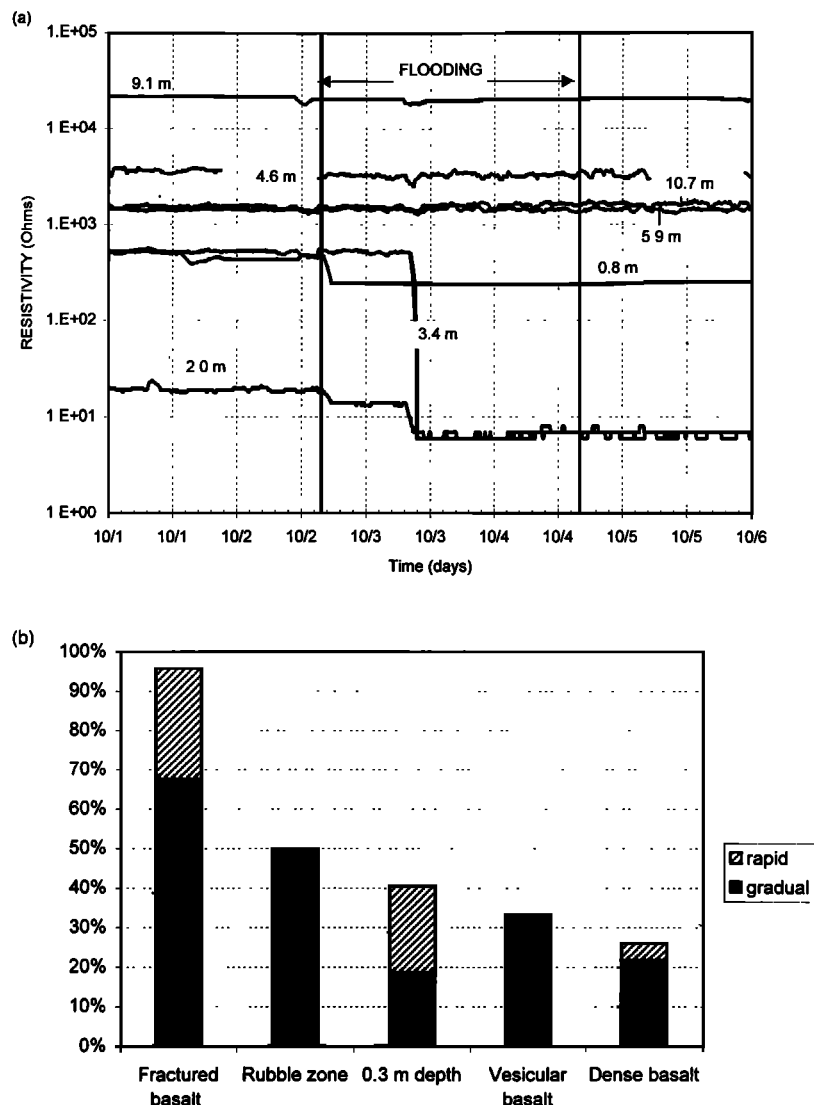 (a)
1.E+05
1 E+04
1.E+03
1.E+02
1 E+01
1 E+00
RESISTIVITY (Ohms)
FLOODING
9.1 m
4.6 m
10.7 m
5 9 m
0.8 m
3.4 m
2 0 m
10/1 10/1 10/2 10/2 10/3 10/3 10/4 10/4 10/5 10/5 10/6
Time (days)
(b)
100%
90%
80%
70%
60%
50%
40%
30%
20%
10%
0%
Fractured basalt
Rubble zone
0.3 m depth
Vesicular basalt
Dense basalt
rapid
gradual